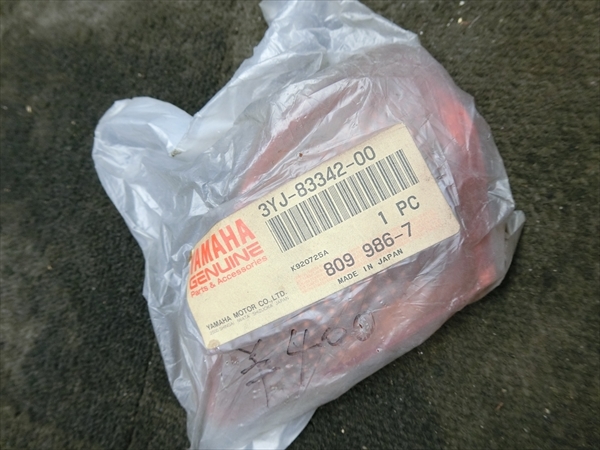 3YJ-83342-00
1 PC
YAMAHA
GENUINE
Parts & Accessories
K920725A
809 986-7
MADE IN JAPAN
YAMAHA MOTOR CO.,LTD.
¥400